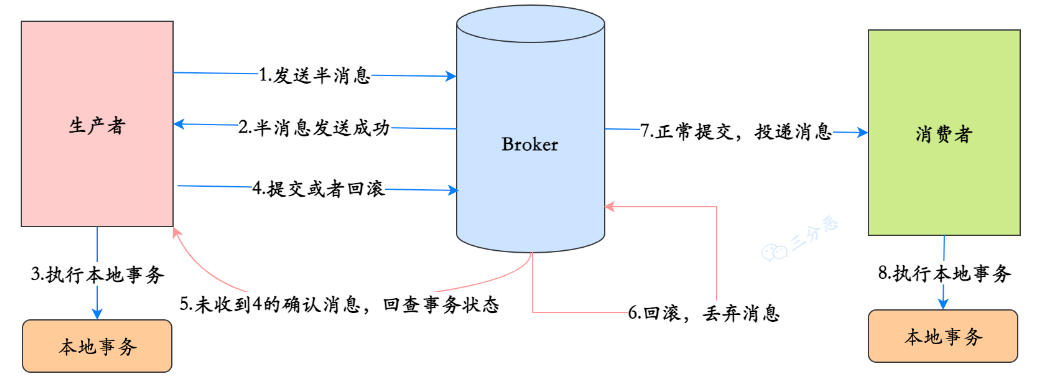 1.发送半消息
生产者
2.半消息发送成功
Broker
7.正常提交，投递消息
消费者
4.提交或者回滚
三分恶
3.执行本地事务
8.执行本地事务
5.未收到4的确认消息，回查事务状态
6.回滚，丢弃消息
本地事务
本地事务